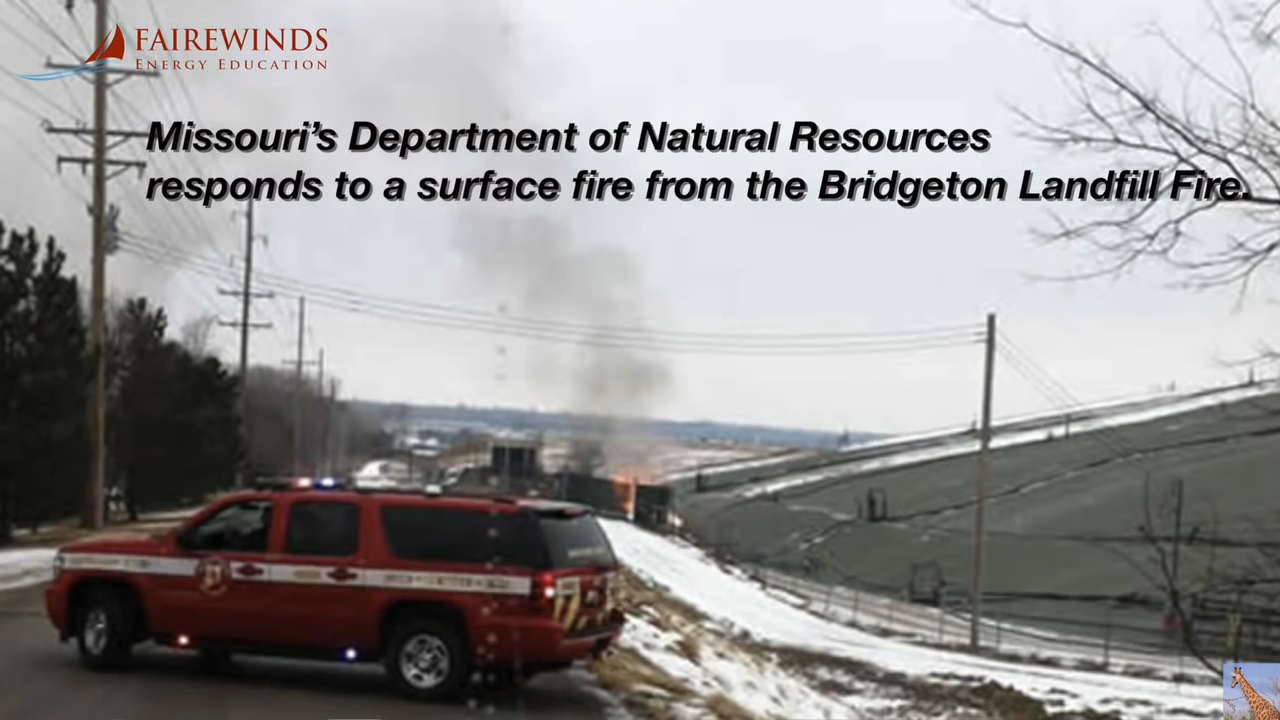 FAIREWINDS
ENERGY EDUCATION
Missouri's Department of Natural Resources
responds to a surface fire from the Bridgeton Landfill Fire.